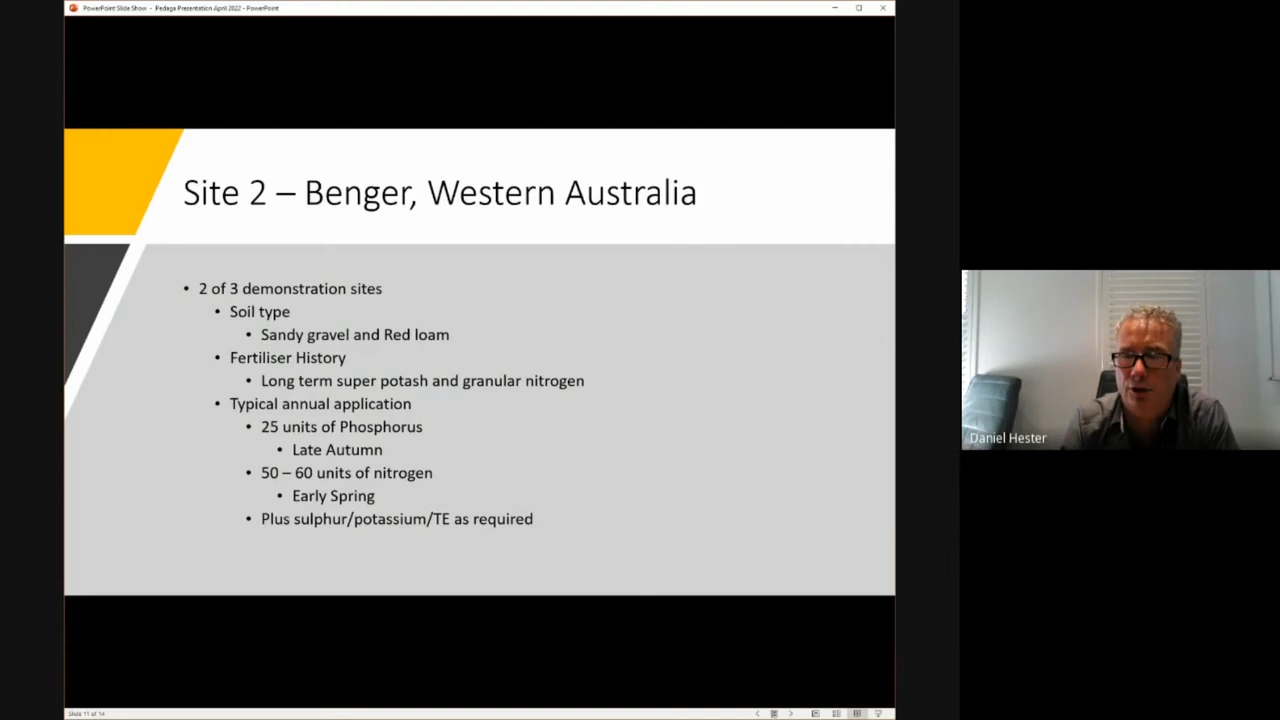 PowerPoint Slide Show - Pedaga Presentation April 2022 - PowerPoint
Site 2 – Benger, Western Australia
• 2 of 3 demonstration sites
• Soil type
• Sandy gravel and Red loam
• Fertiliser History
• Long term super potash and granular nitrogen
• Typical annual application
• 25 units of Phosphorus
• Late Autumn
• 50 – 60 units of nitrogen
• Early Spring
• Plus sulphur/potassium/TE as required
Daniel Hester
Slide 11 of 14